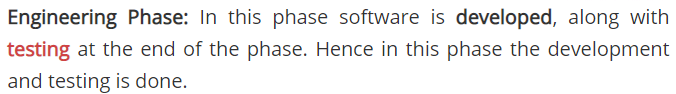 Engineering Phase: In this phase software is developed, along with
testing at the end of the phase. Hence in this phase the development
and testing is done.